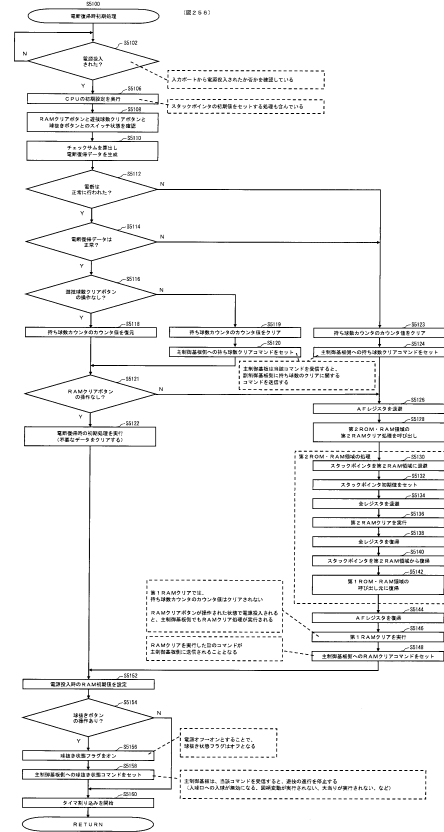 （図２５６）
S5100
電断復帰時初期処理
S5102
電源投入
された？
N
Y
入力ポートから電源投入されたか否かを確認している
S5106
ＣＰＵの初期設定を実行
スタックポインタの初期値をセットする処理も含んでいる
S5108
ＲＡＭクリアボタンと遊技球数クリアボタンと
球抜きボタンとのスイッチ状態を確認
S5110
チェックサムを算出し
電断復帰データを生成
S5112
電断は
正常に行われた？
N
Y
S5114
電断復帰データは
正常？
N
Y
S5116
遊技球数クリアボタン
の操作なし？
N
Y
S5118
持ち球数カウンタのカウンタ値を復元
S5119
持ち球数カウンタのカウンタ値をクリア
S5120
主制御基板側への持ち球数クリアコマンドをセット
S5123
持ち球数カウンタのカウンタ値をクリア
S5124
主制御基板側への持ち球数クリアコマンドをセット
主制御基板は当該コマンドを受信すると、
副制御基板に持ち球数のクリアに関する
コマンドを送信する
S5121
ＲＡＭクリアボタン
の操作なし？
N
Y
S5122
電断復帰時の初期処理を実行
（不要なデータをクリアする）
S5126
ＡＦレジスタを退避
S5128
第２ＲＯＭ・ＲＡＭ領域の
第２ＲＡＭクリア処理を呼び出し
第２ＲＯＭ・ＲＡＭ領域の処理
S5130
スタックポインタを第２ＲＡＭ領域に退避
S5132
スタックポインタ初期値をセット
S5134
全レジスタを退避
S5136
第２ＲＡＭクリアを実行
S5138
全レジスタを復帰
S5140
スタックポインタを第２ＲＡＭ領域から復帰
S5142
第１ＲＯＭ・ＲＡＭ領域の
呼び出し元に復帰
S5144
ＡＦレジスタを復帰
S5146
第１ＲＡＭクリアを実行
S5148
主制御基板側へのＲＡＭクリアコマンドをセット
第１ＲＡＭクリアでは、
持ち球数カウンタのカウンタ値はクリアされない
ＲＡＭクリアボタンが操作された状態で電源投入される
と、主制御基板側でもＲＡＭクリア処理が実行される
ＲＡＭクリアを実行した旨のコマンドが
主制御基板側に送信されることとなる
S5152
電源投入時のＲＡＭ初期値を設定
S5154
球抜きボタン
の操作あり？
N
Y
S5156
球抜き状態フラグをオン
電源オフ→オンとすることで、
球抜き状態フラグはオフとなる
S5158
主制御基板側への球抜き状態コマンドをセット
主制御基板は、当該コマンドを受信すると、遊技の進行を停止する
（入球口への入球が無効になる、図柄変動が実行されない、大当りが実行されない、など）
S5160
タイマ割り込みを開始
ＲＥＴＵＲＮ